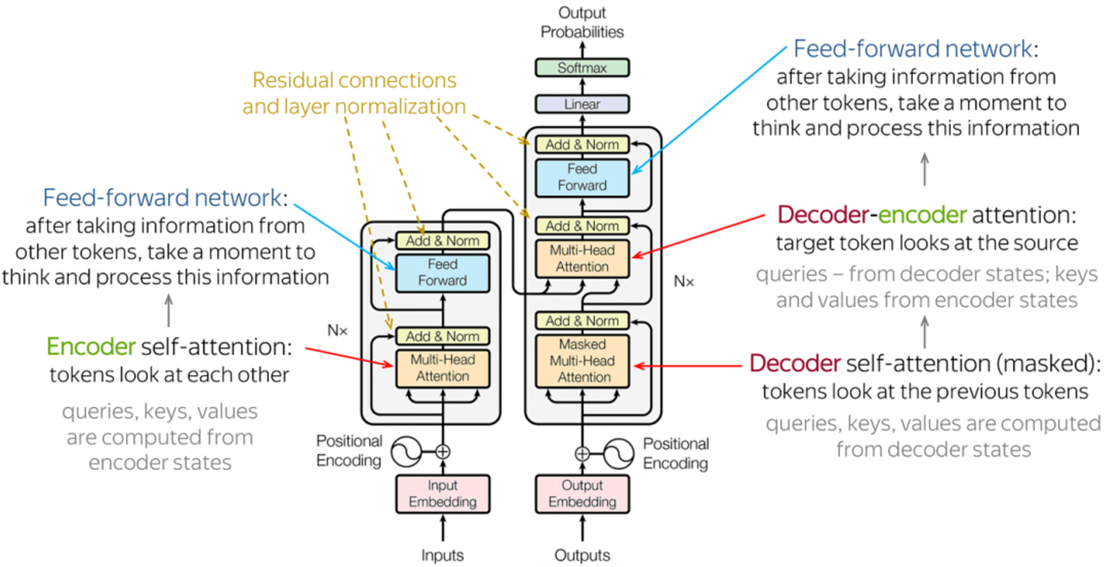 Output
Probabilities
Softmax
Linear
Add & Norm
Feed
Forward
Add & Norm
Multi-Head
Attention
Add & Norm
Masked
Multi-Head
Attention
Nx
Positional
Encoding
Output
Embedding
Outputs
Residual connections
and layer normalization
Add & Norm
Feed
Forward
Add & Norm
Multi-Head
Attention
Nx
Positional
Encoding
Input
Embedding
Inputs
Feed-forward network:
after taking information from
other tokens, take a moment to
think and process this information
Encoder self-attention:
tokens look at each other
queries, keys, values
are computed from
encoder states
Feed-forward network:
after taking information from
other tokens, take a moment to
think and process this information
Decoder-encoder attention:
target token looks at the source
queries – from decoder states; keys
and values from encoder states
Decoder self-attention (masked):
tokens look at the previous tokens
queries, keys, values are computed
from decoder states